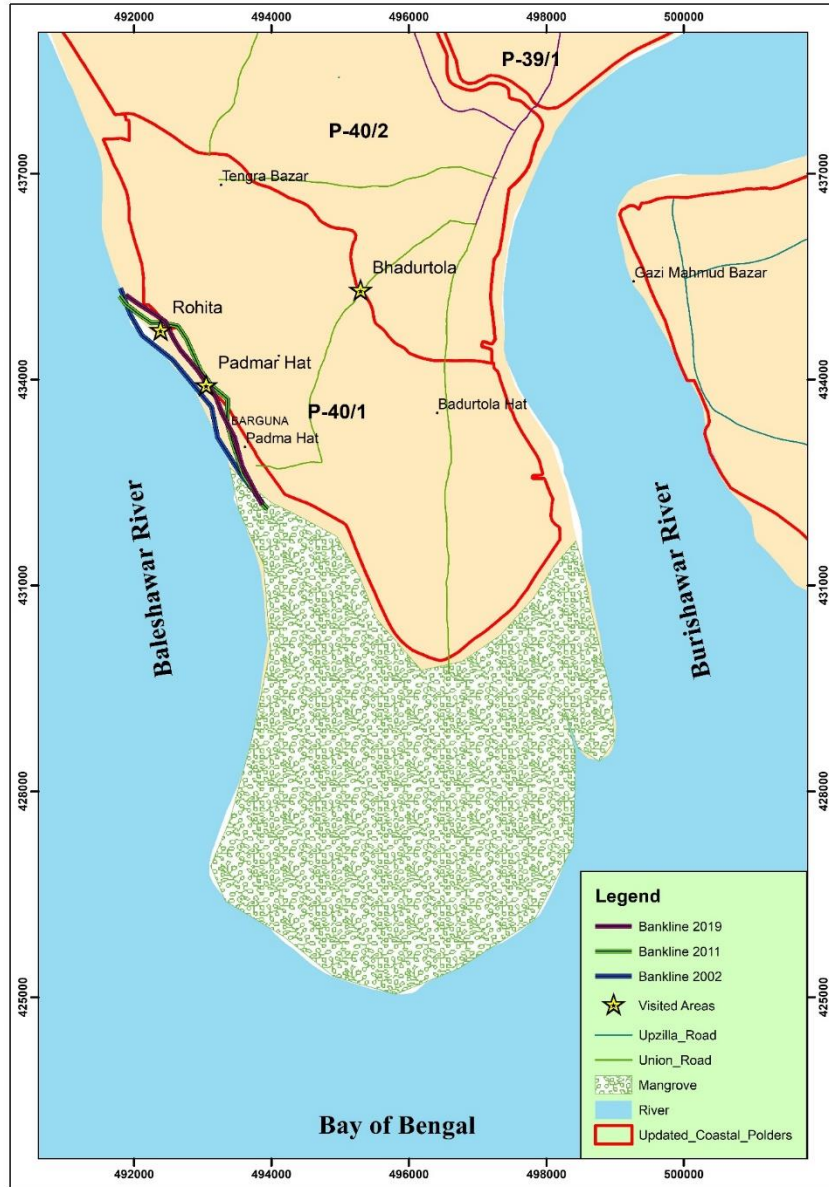 492000 494000 496000 498000 500000
P-39/1
P-40/2
437000 437000
Tengra Bazar
Bhadurtola
Gazi Mahmud Bazar
Rohita
Padmar Hat
434000 434000
P-40/1
Badurtola Hat
BARGUNA
Padma Hat
Baleshawar River
Burishawar River
431000 431000
428000 428000
Legend
Bankline 2019
Bankline 2011
Bankline 2002
Visited Areas
Upzilla_Road
Union_Road
Mangrove
River
Updated_Coastal_Polders
425000 425000
Bay of Bengal
492000 494000 496000 498000 500000